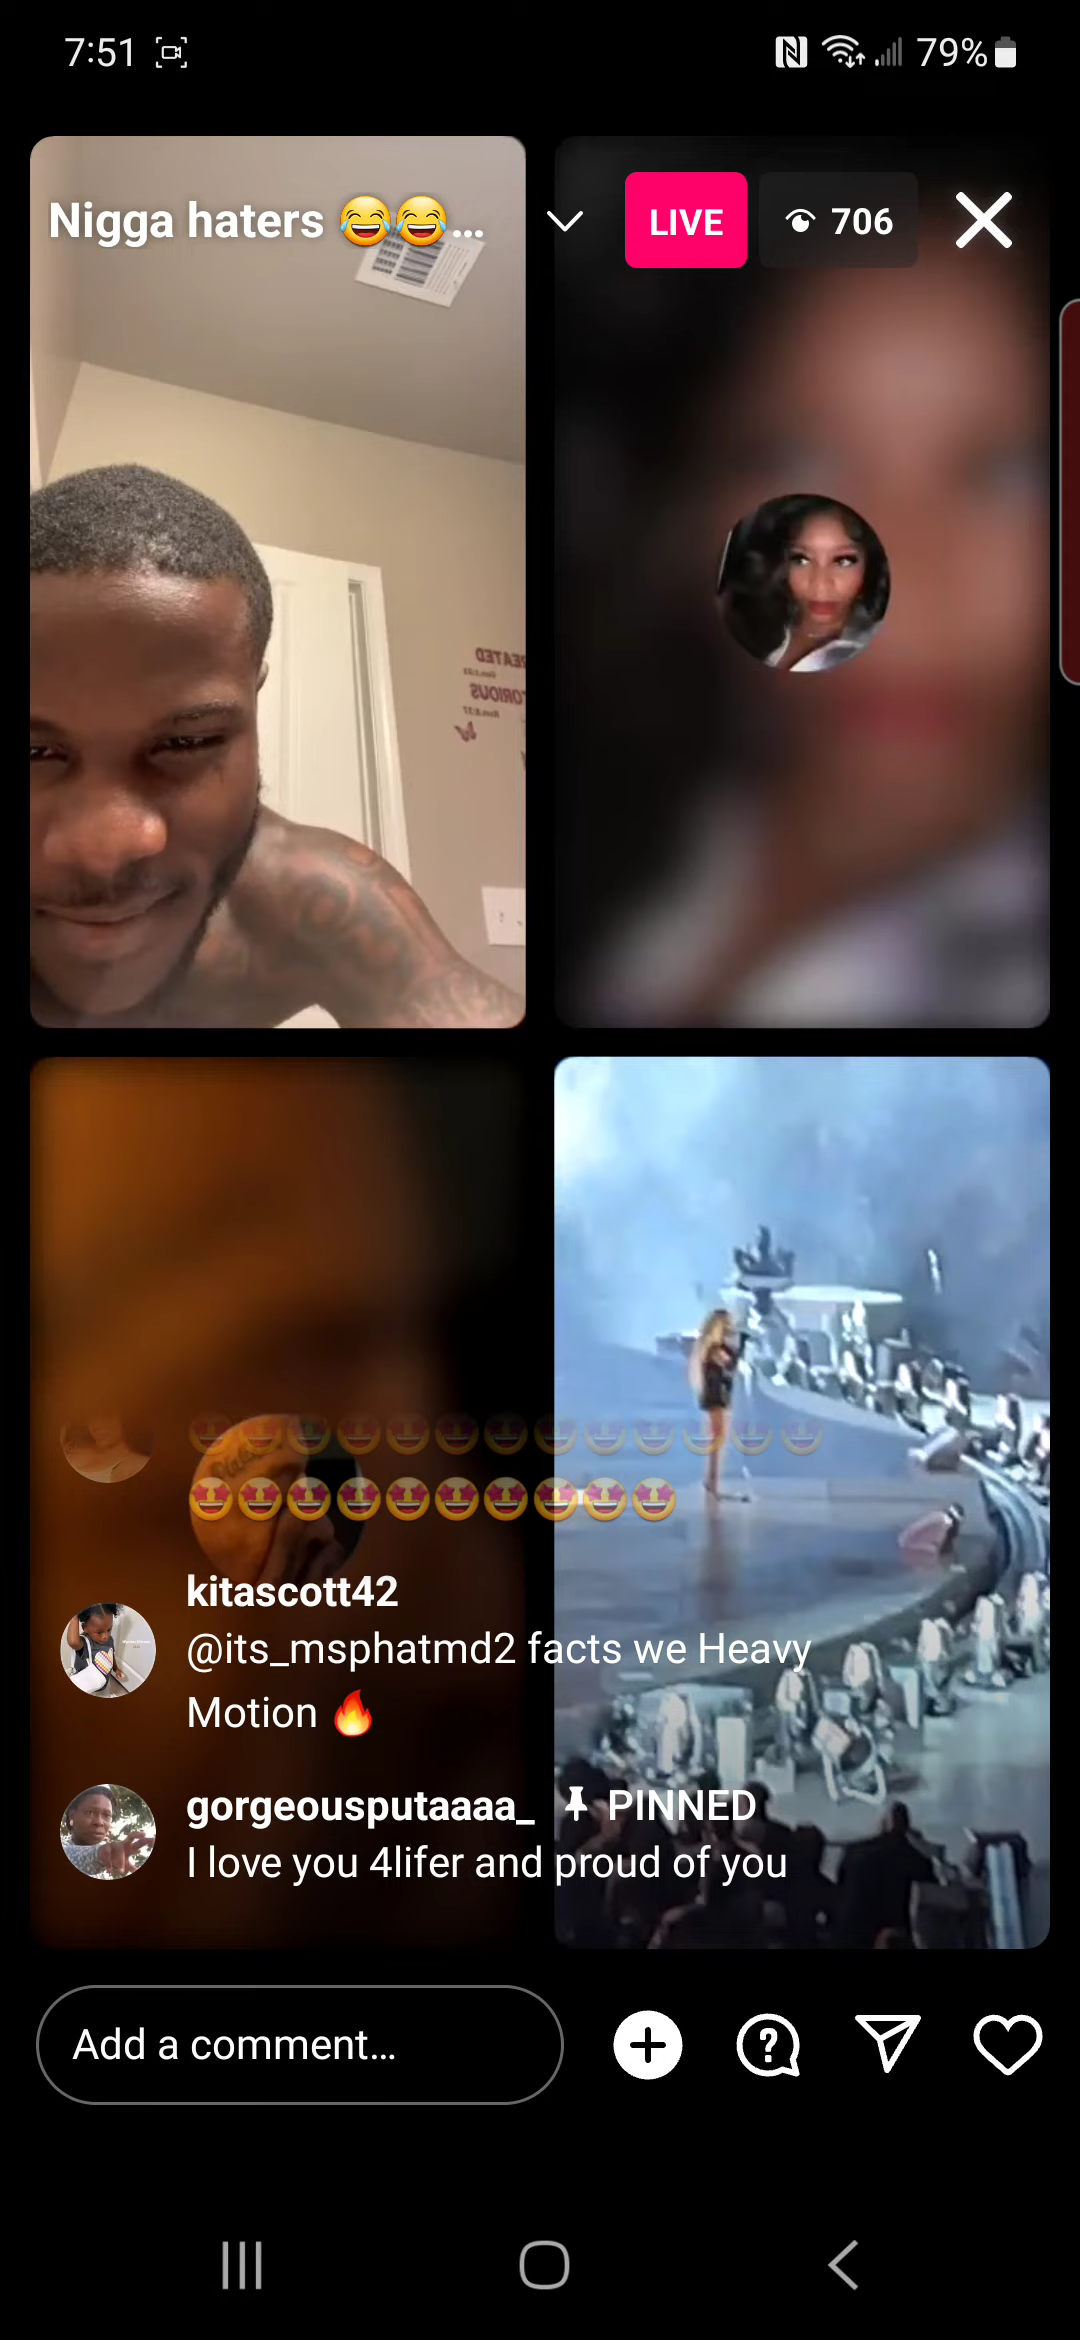 7:51
79%
Nigga haters 😂😂...
LIVE
706
kitascott42
@its_msphatmd2 facts we Heavy
Motion 🔥
gorgeousputaaaa_ PINNED
I love you 4lifer and proud of you
Add a comment...